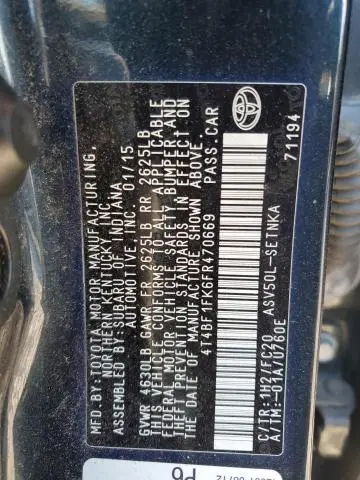 MFD. BY: TOYOTA MOTOR MANUFACTURING,
NORTHERN KENTUCKY, INC.
ASSEMBLED BY: SUBARU OF INDIANA
AUTOMOTIVE, INC. 01/15
GVWR 4630LB GAWR FR 2625LB RR 2625LB
THIS VEHICLE CONFORMS TO ALL APPLICABLE
FEDERAL MOTOR VEHICLE SAFETY, BUMPER, AND
THEFT PREVENTION STANDARDS IN EFFECT ON
THE DATE OF MANUFACTURE SHOWN ABOVE.
4T4BF1FK6FR470669 PASS.CAR
C/TR:1H2/FC20 ASV50L-SETNKA
A/TM:-01A/U760E 71194
P6